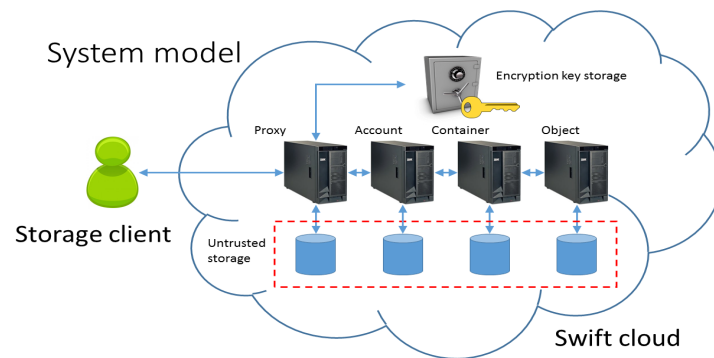 System model
Encryption key storage
Proxy
Account
Container
Object
Storage client
Untrusted
storage
Swift cloud